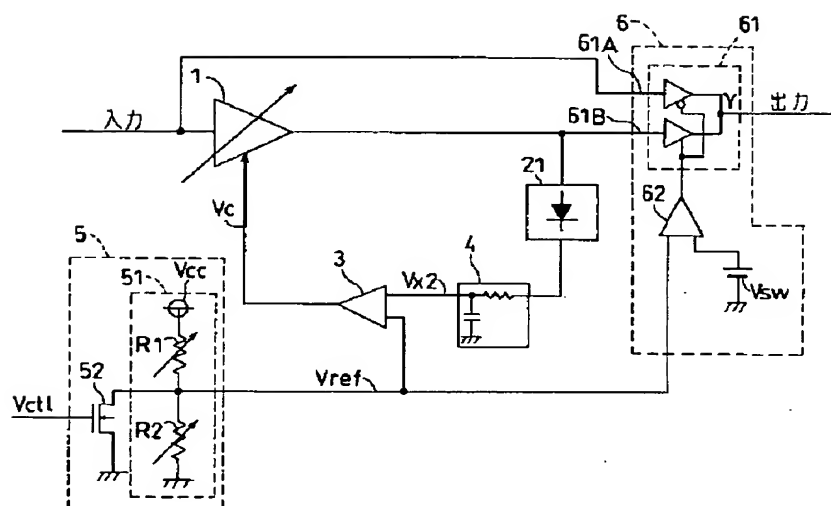 6
61
61A
1
入力
61B
出力
21
62
Vc
5
51
Vcc
3
Vx2
4
Vsw
R1
52
Vref
Vctl
R2